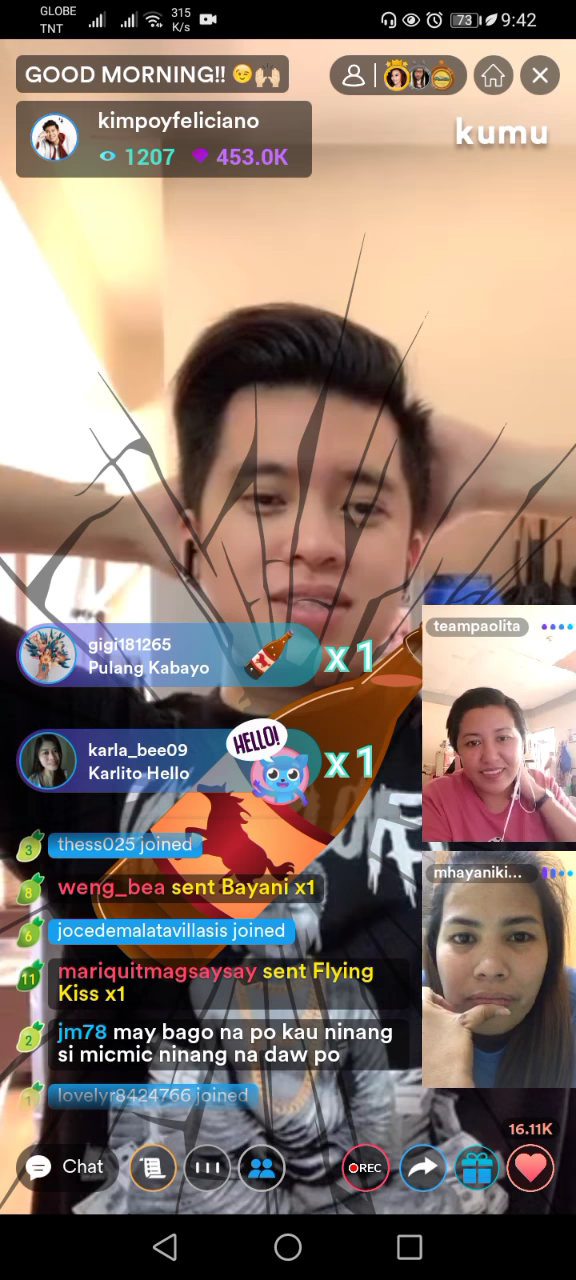 GLOBE
TNT
315
K/s
73
9:42
GOOD MORNING!! 😉🙌🏻
kimpoyfeliciano
1207 453.0K
kumu
teampaolita
gigi181265
Pulang Kabayo
x1
HELLO!
karla_bee09
Karlito Hello
x1
3 thess025 joined
8 weng_bea sent Bayani x1
mhayaniki...
6 jocedemalatavillasis joined
11 mariquitmagsaysay sent Flying
Kiss x1
2 jm78 may bago na po kau ninang
si micmic ninang na daw po
1 lovelyr8424766 joined
16.11K
Chat
REC